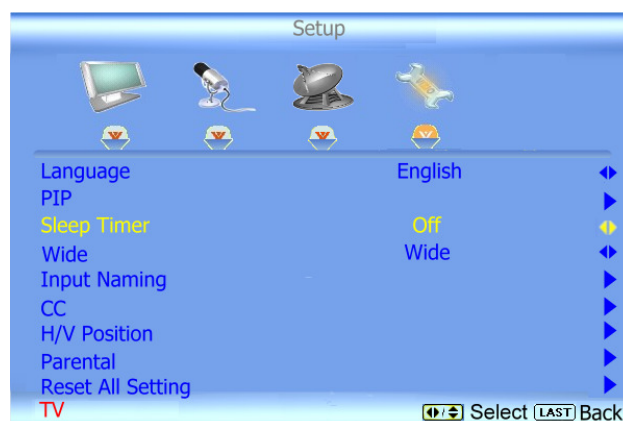 Setup
Language English
PIP
Sleep Timer Off
Wide Wide
Input Naming
CC
H/V Position
Parental
Reset All Setting
TV Select LAST Back